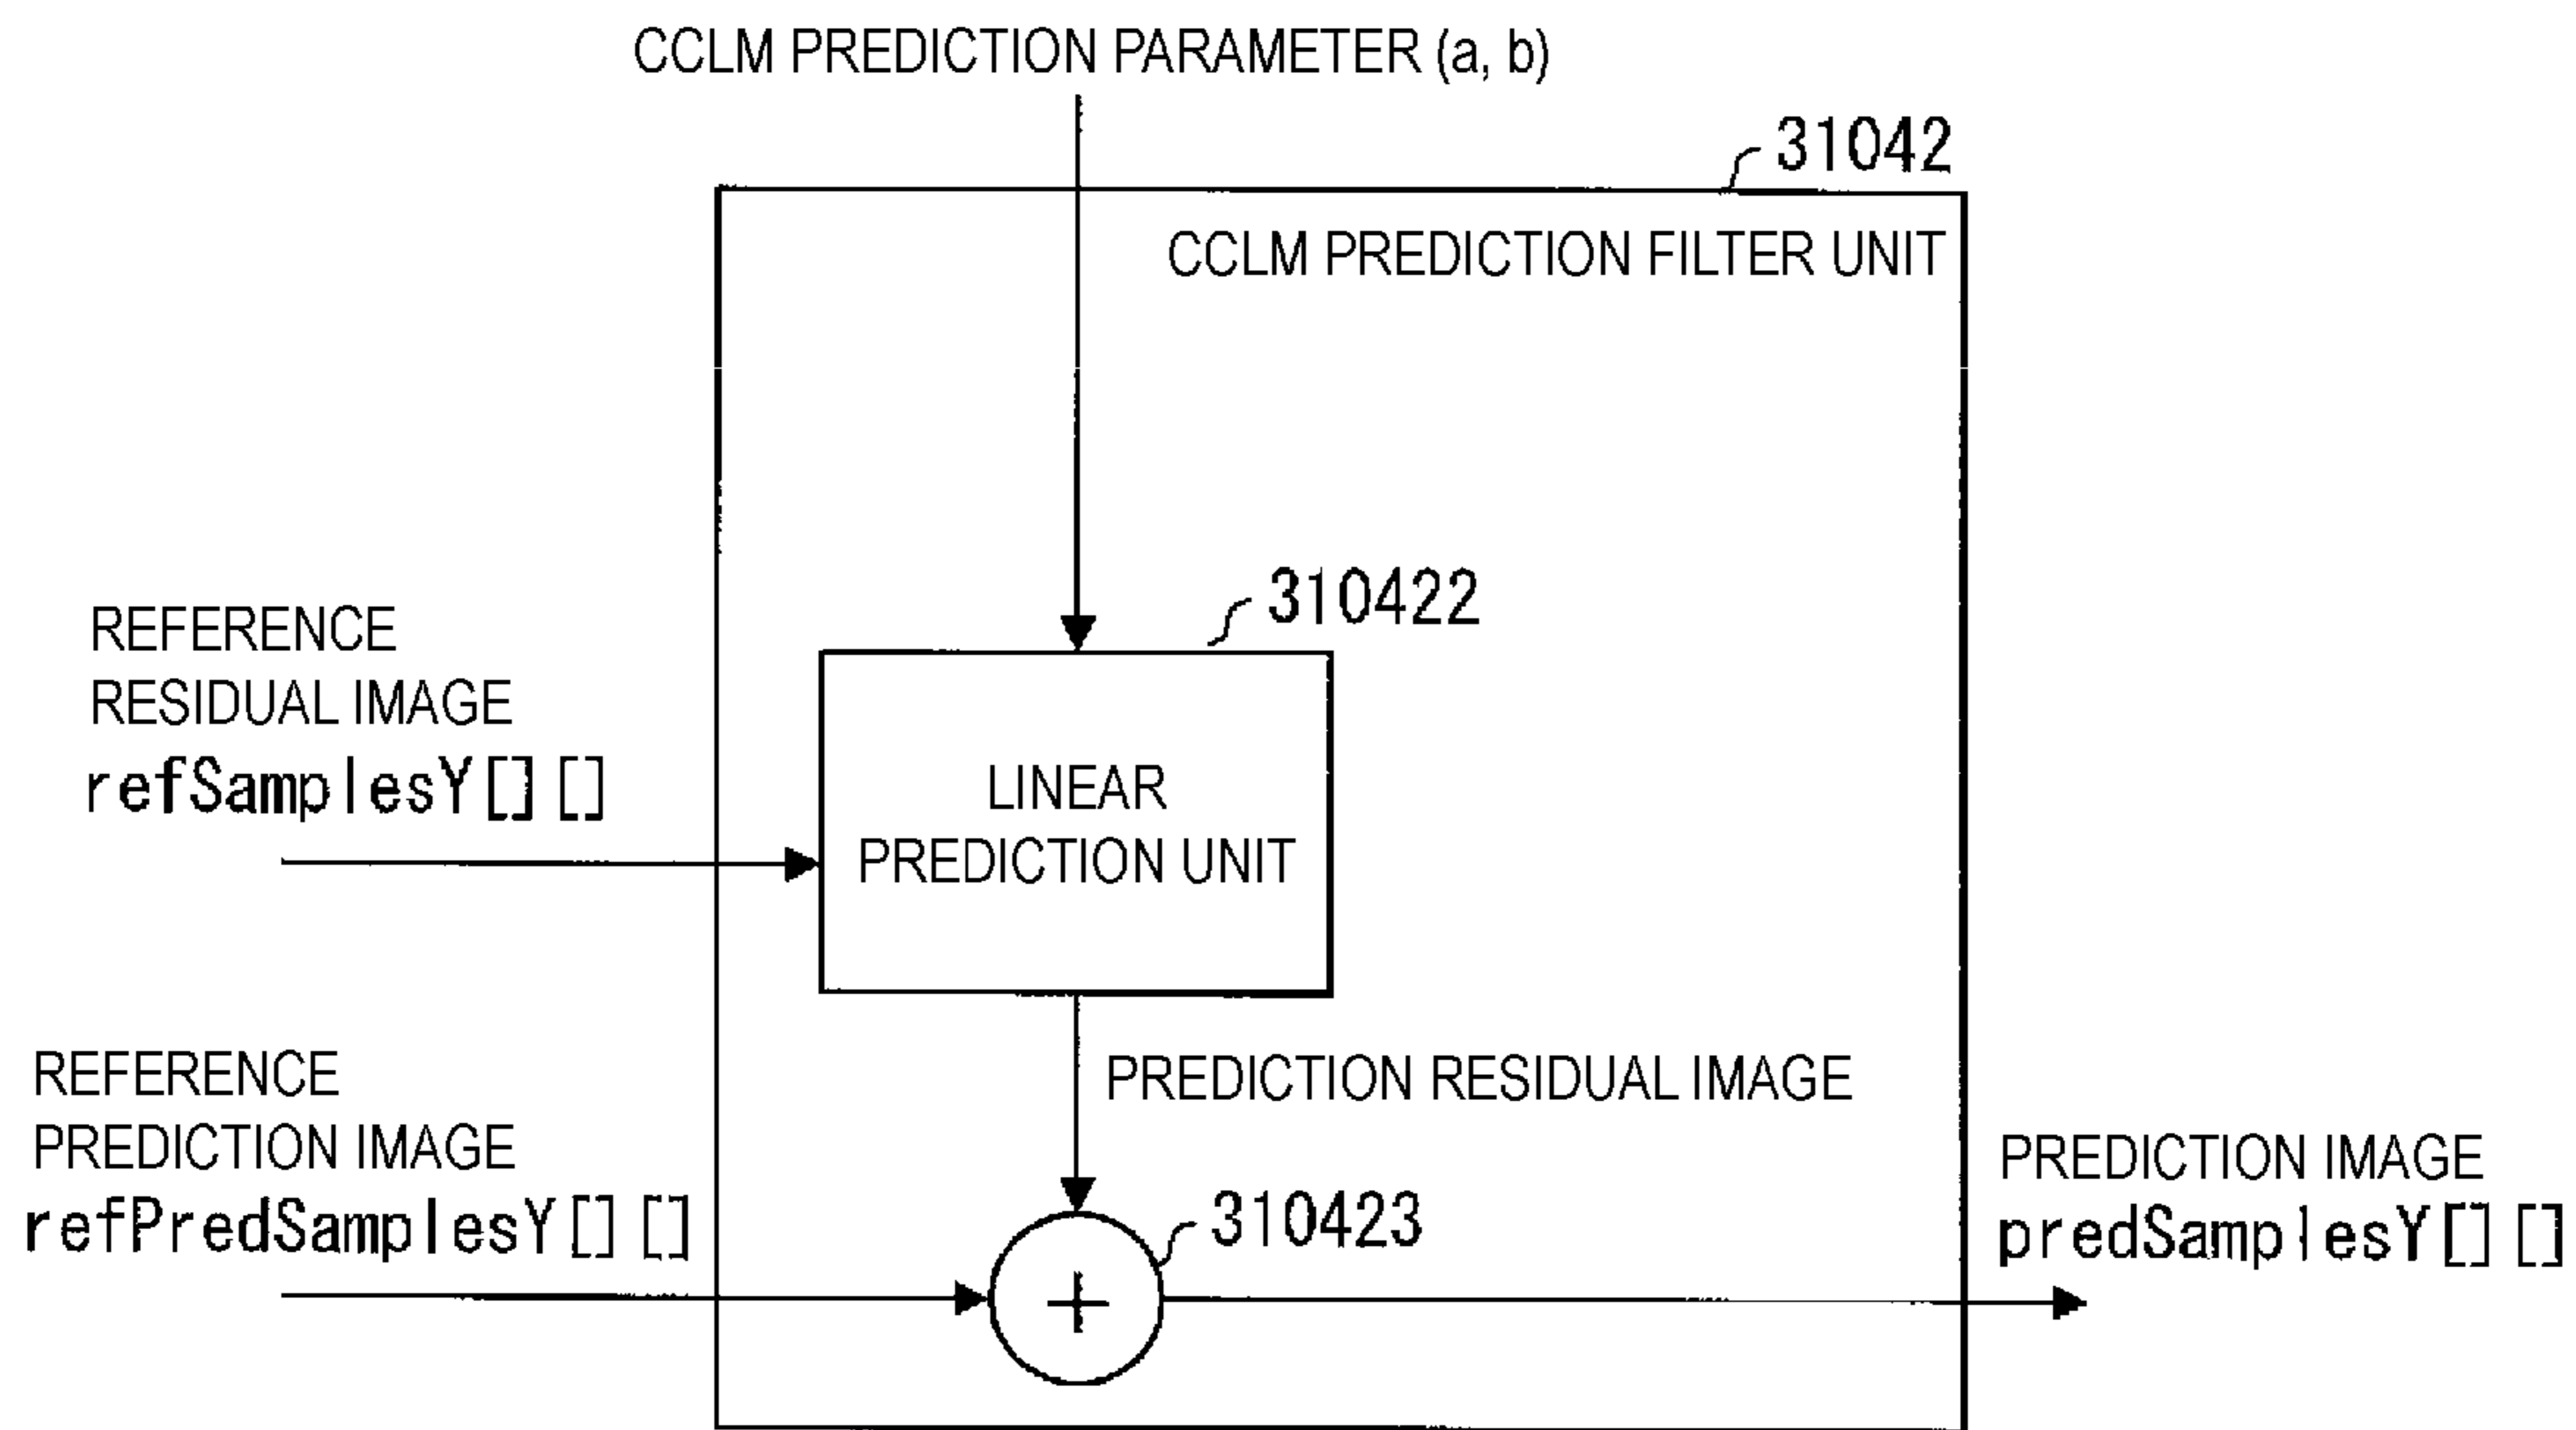 CCLM PREDICTION PARAMETER (a, b)
31042
CCLM PREDICTION FILTER UNIT
310422
REFERENCE
RESIDUAL IMAGE
refSamplesY[][]
LINEAR
PREDICTION UNIT
REFERENCE
PREDICTION IMAGE
refPredSamplesY[][]
PREDICTION RESIDUAL IMAGE
310423
+
PREDICTION IMAGE
predSamplesY[][]